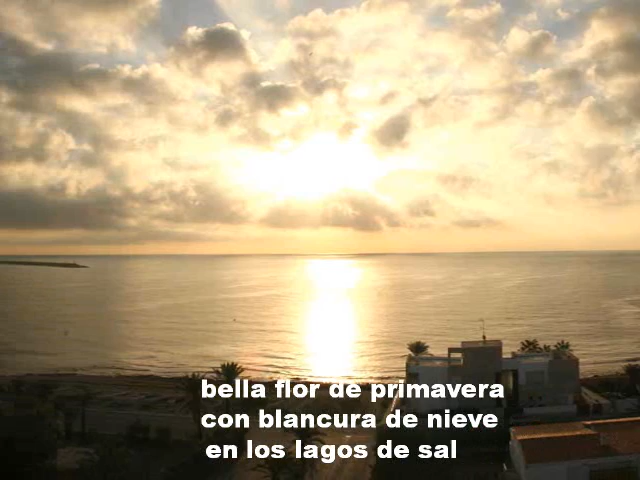 bella flor de primavera
con blancura de nieve
en los lagos de sal